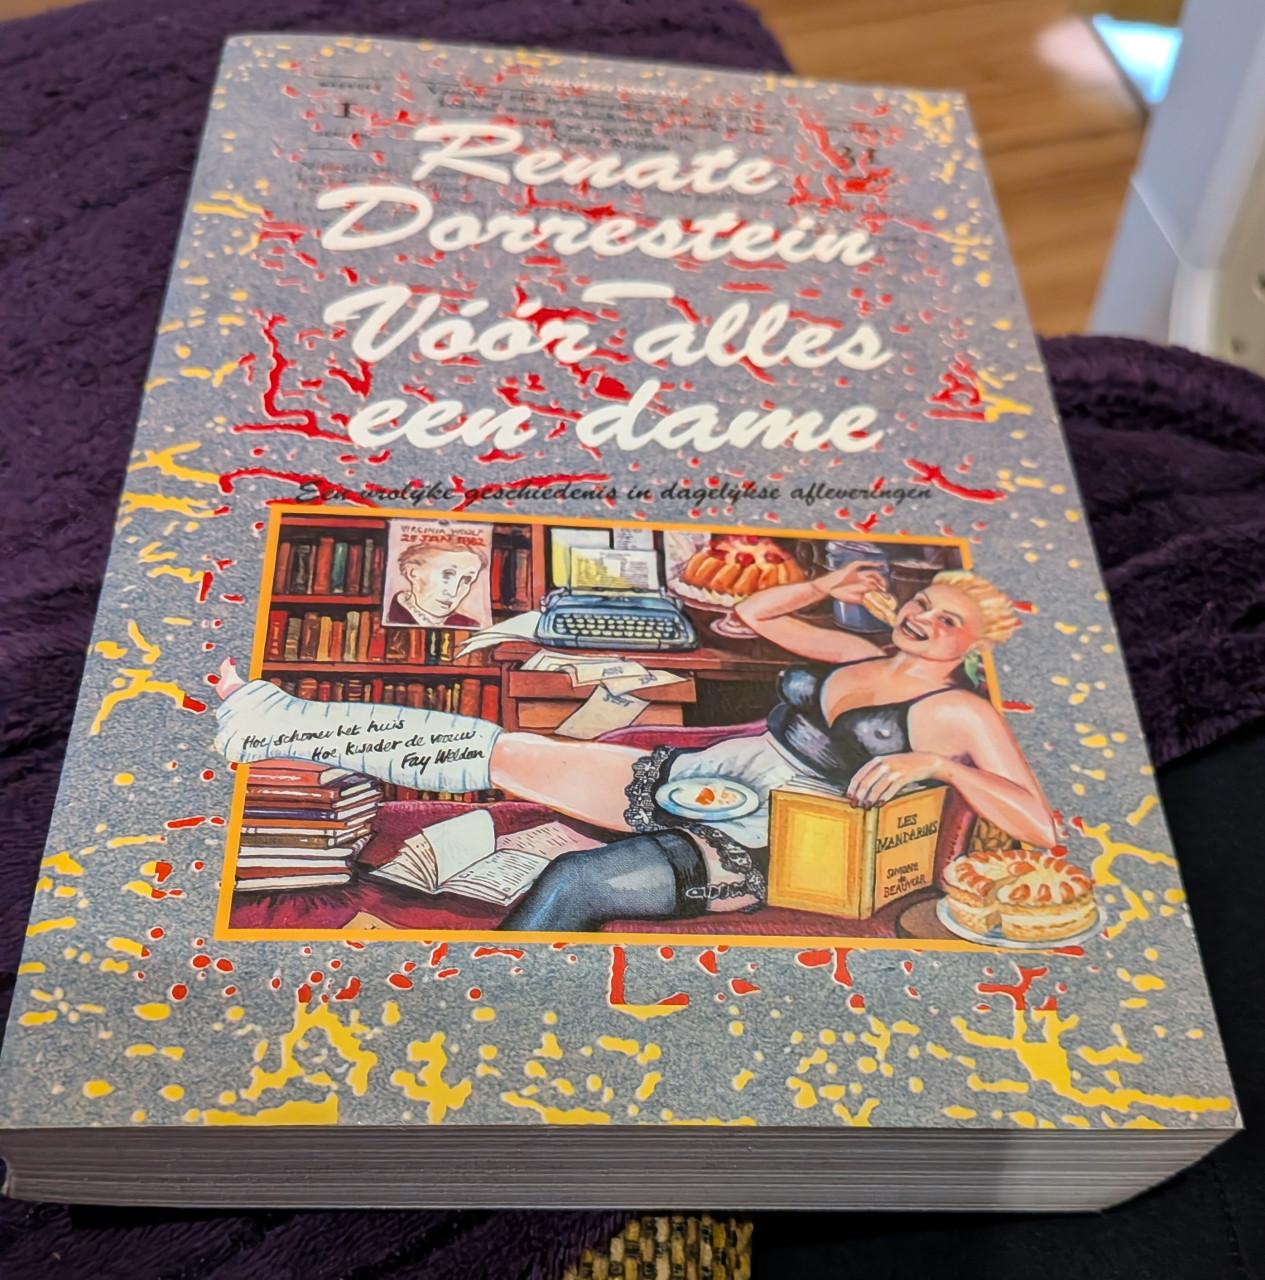 Renate
Dorrestein
Vóór alles
een dame
Een vrolijke geschiedenis in dagelijkse afleveringen
VIRGINIA WOOLF
25 JAN 1882
Hoe schoner het huis
Hoe kwader de vrouw
Fay Weldon
LES
MANDARINS
SIMONE
de
BEAUVOIR